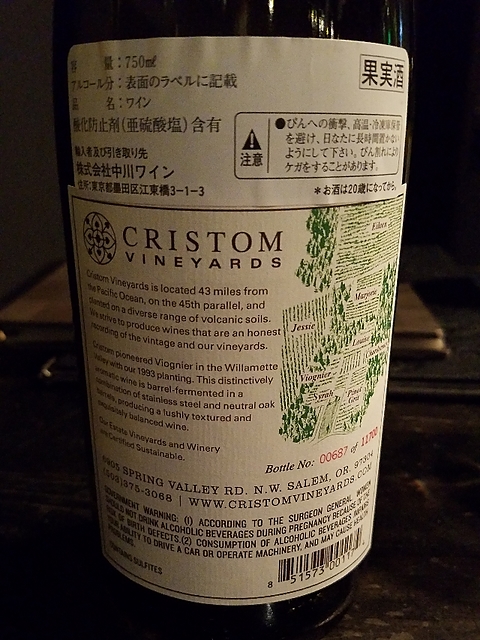 容 量：750㎖
アルコール分：表面のラベルに記載
品 名：ワイン
酸化防止剤(亜硫酸塩)含有
輸入者及び引き取り先
株式会社中川ワイン
住所:東京都墨田区江東橋3-1-3
果実酒
注意
●びんへの衝撃、高温・冷凍庫保管
を避け、日なたに長時間置かない
ようにして下さい。びん割れにより
ケガをすることがあります。
＊お酒は20歳になってから。
CRISTOM
VINEYARDS
Cristom Vineyards is located 43 miles from
the Pacific Ocean, on the 45th parallel, and
planted on a diverse range of volcanic soils.
We strive to produce wines that are an honest
recording of the vintage and our vineyards.
Cristom pioneered Viognier in the Willamette
Valley with our 1993 planting. This distinctively
aromatic wine is barrel-fermented in a
combination of stainless steel and neutral oak
barrels, producing a lushly textured and
exquisitely balanced wine.
Our Estate Vineyards and Winery
are Certified Sustainable.
Eileen
Marjorie
Jessie
Louise
Viognier
Syrah
Pinot
Gris
Bottle No: 00687 of 11700
6905 SPRING VALLEY RD. N.W. SALEM, OR 97304
(503)375-3068 | WWW.CRISTOMVINEYARDS.COM
GOVERNMENT WARNING: (1) ACCORDING TO THE SURGEON GENERAL, WOMEN
SHOULD NOT DRINK ALCOHOLIC BEVERAGES DURING PREGNANCY BECAUSE OF THE
RISK OF BIRTH DEFECTS.(2) CONSUMPTION OF ALCOHOLIC BEVERAGES IMPAIRS
YOUR ABILITY TO DRIVE A CAR OR OPERATE MACHINERY, AND MAY CAUSE HEALTH
PROBLEMS.
CONTAINING SULFITES
8 51573 0011